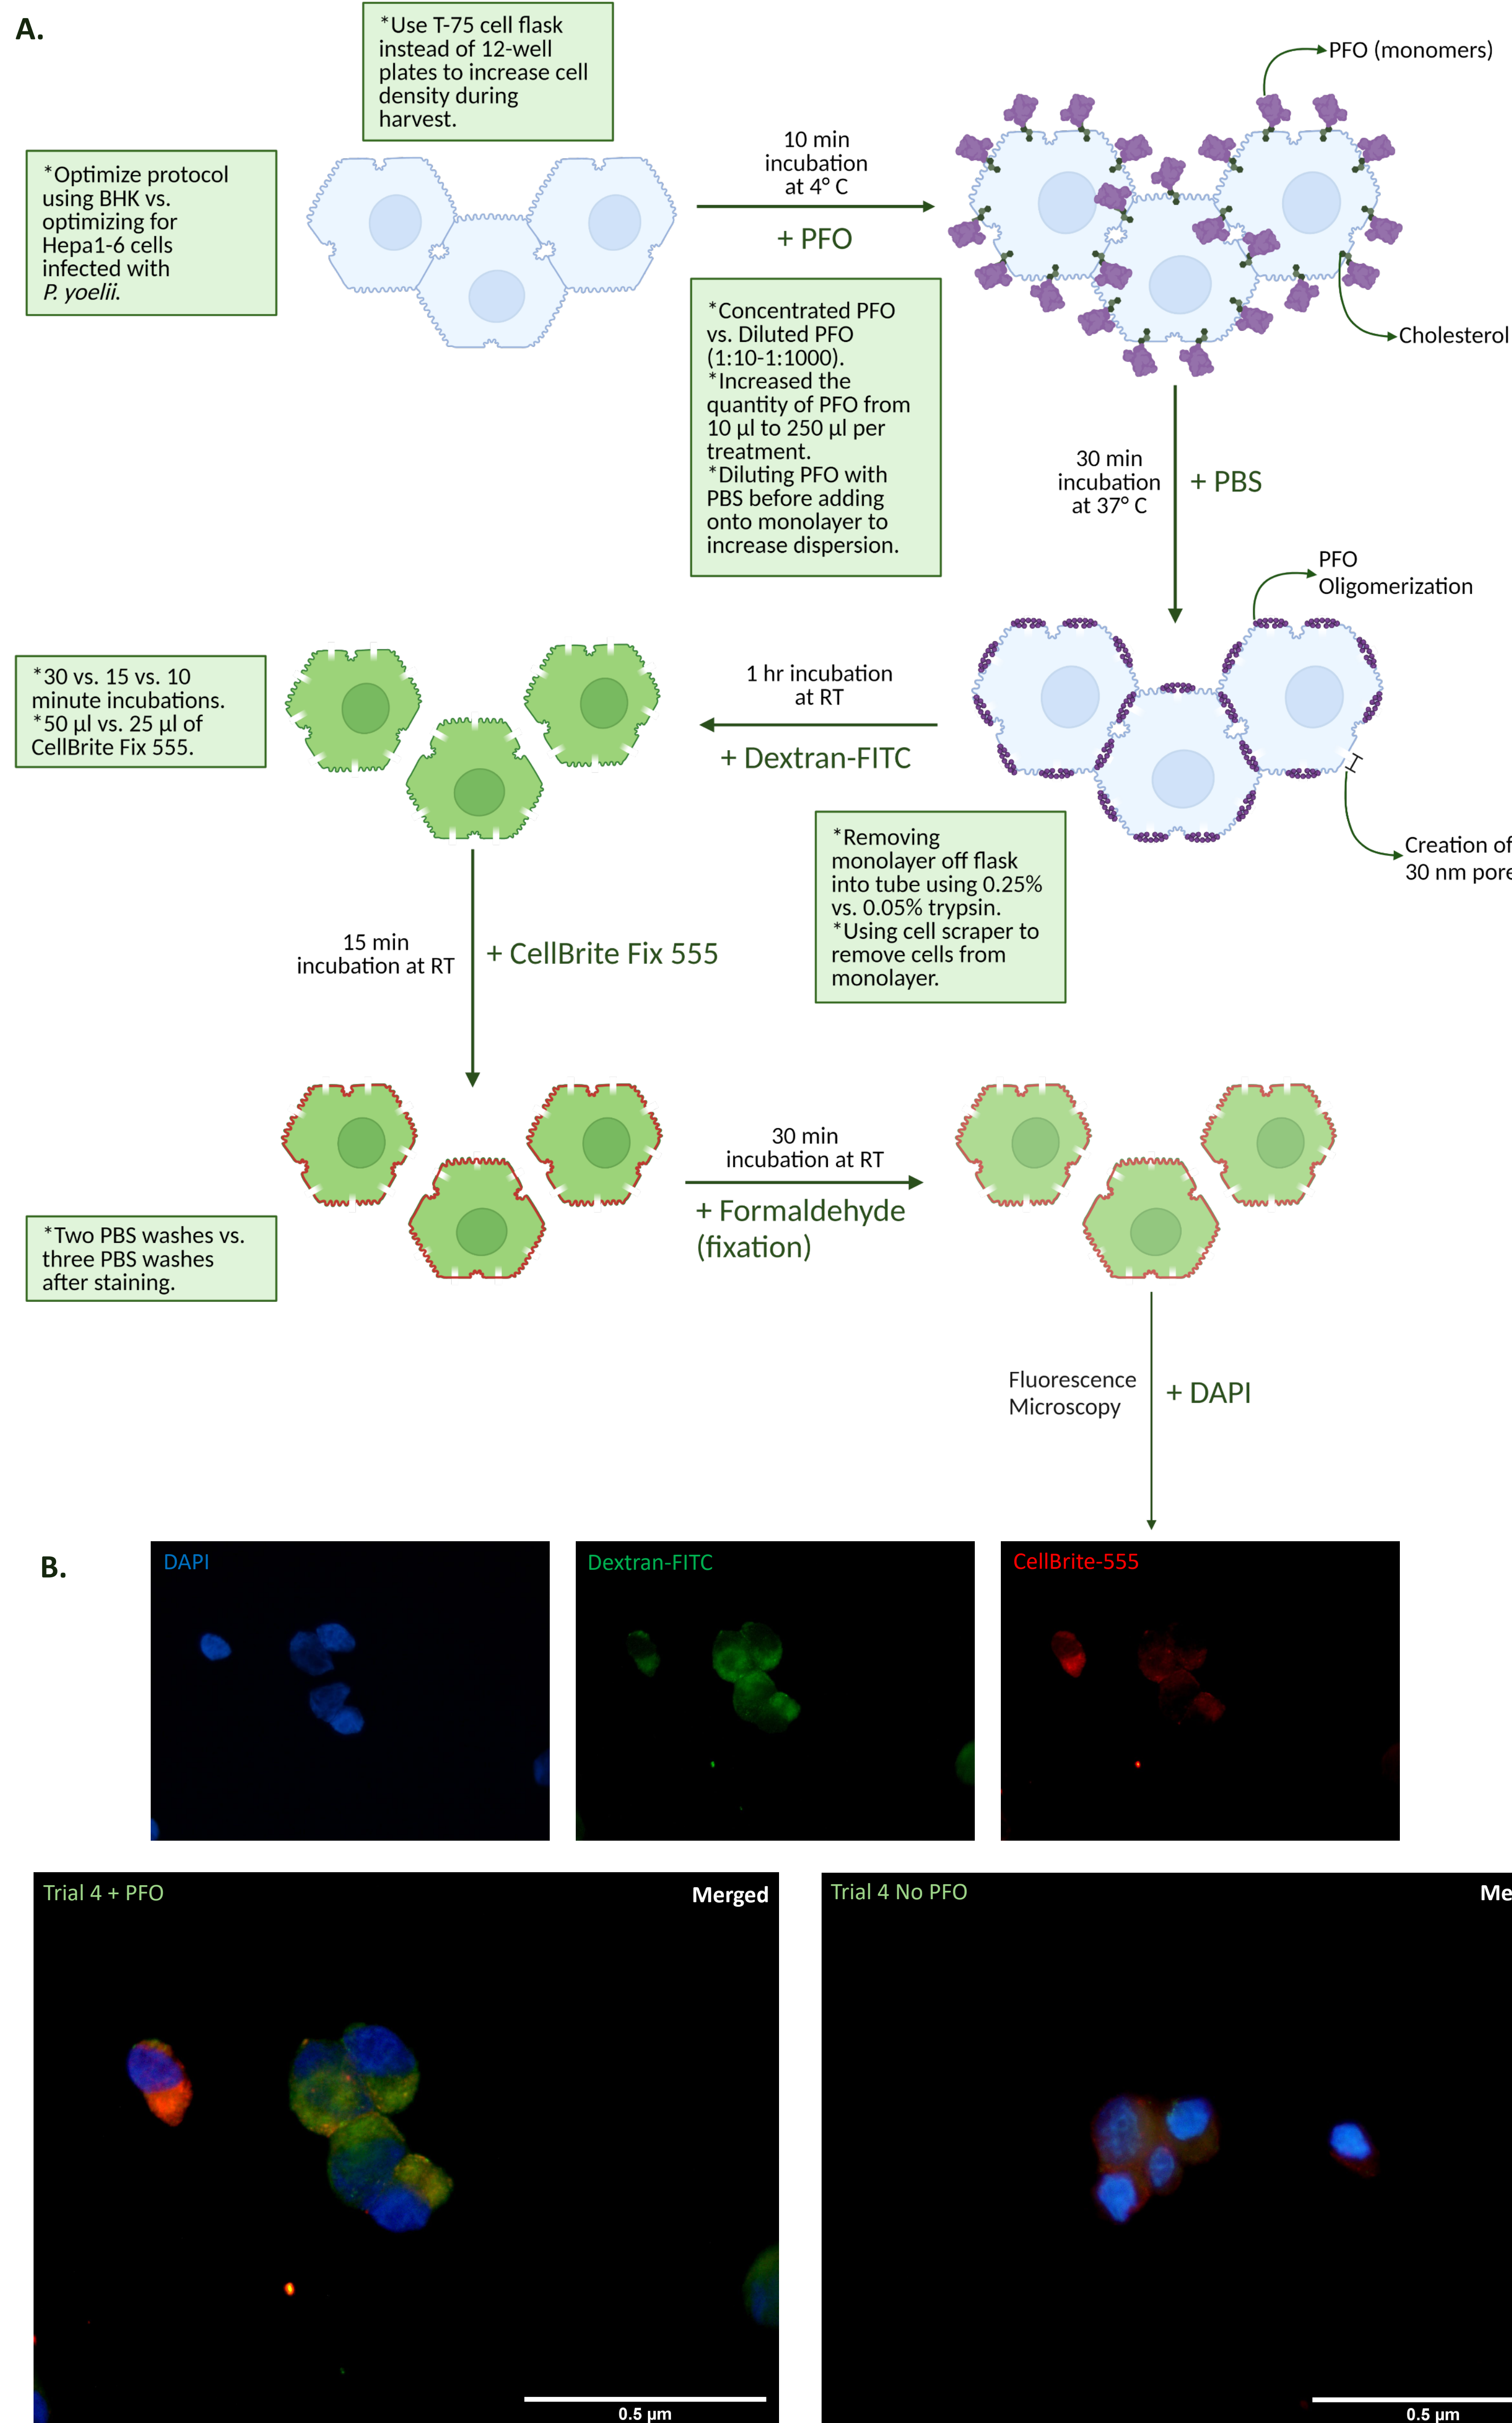 A.
*Use T-75 cell flask
instead of 12-well
plates to increase cell
density during
harvest.
*Optimize protocol
using BHK vs.
optimizing for
Hepa1-6 cells
infected with
P. yoelii.
10 min
incubation
at 4° C
+ PFO
PFO (monomers)
Cholesterol
*Concentrated PFO
vs. Diluted PFO
(1:10-1:1000).
*Increased the
quantity of PFO from
10 µl to 250 µl per
treatment.
*Diluting PFO with
PBS before adding
onto monolayer to
increase dispersion.
30 min
incubation
at 37° C
+ PBS
PFO
Oligomerization
Creation of
30 nm pore
1 hr incubation
at RT
+ Dextran-FITC
*Removing
monolayer off flask
into tube using 0.25%
vs. 0.05% trypsin.
*Using cell scraper to
remove cells from
monolayer.
*30 vs. 15 vs. 10
minute incubations.
*50 µl vs. 25 µl of
CellBrite Fix 555.
15 min
incubation at RT
+ CellBrite Fix 555
*Two PBS washes vs.
three PBS washes
after staining.
30 min
incubation at RT
+ Formaldehyde
(fixation)
Fluorescence
Microscopy
+ DAPI
B.
DAPI
Dextran-FITC
CellBrite-555
Trial 4 + PFO
Merged
0.5 µm
Trial 4 No PFO
Me
0.5 µm